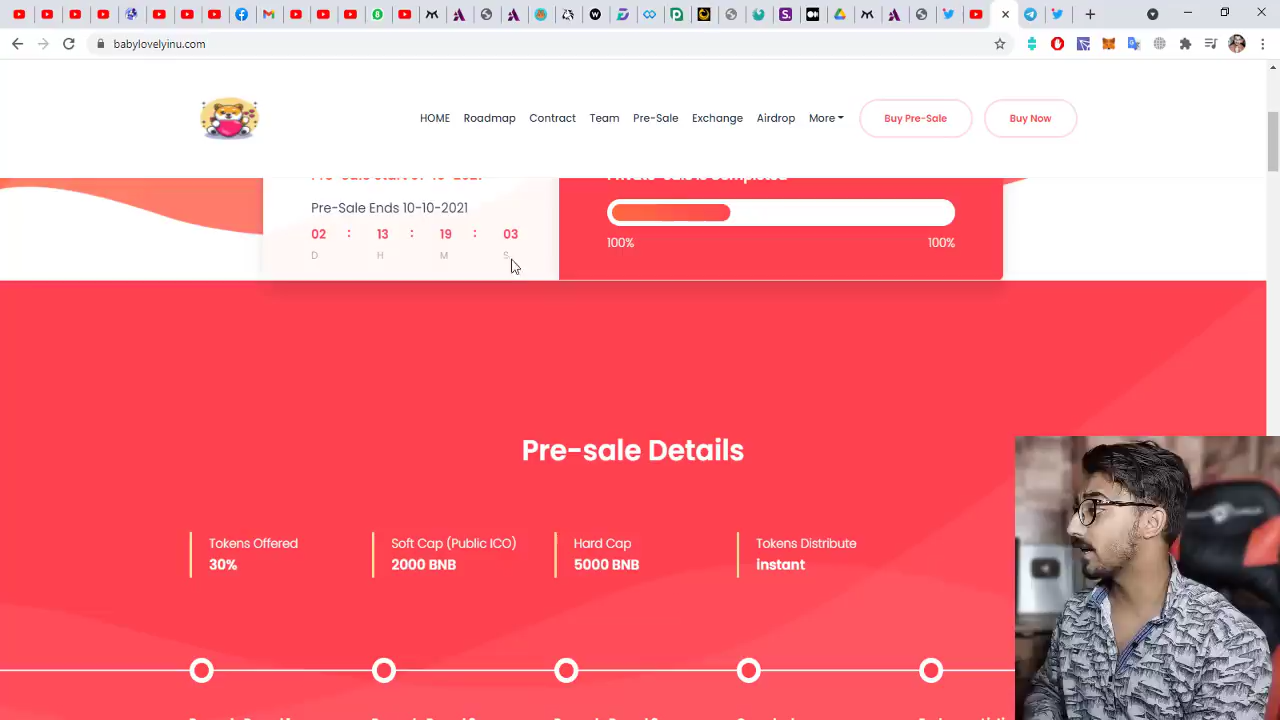 babylovelyinu.com
HOME Roadmap Contract Team Pre-Sale Exchange Airdrop More Buy Pre-Sale Buy Now
Pre-Sale Ends 10-10-2021
02 : 13 : 19 : 03
D H M S
100% 100%
Pre-sale Details
Tokens Offered Soft Cap (Public ICO) Hard Cap Tokens Distribute
30% 2000 BNB 5000 BNB instant